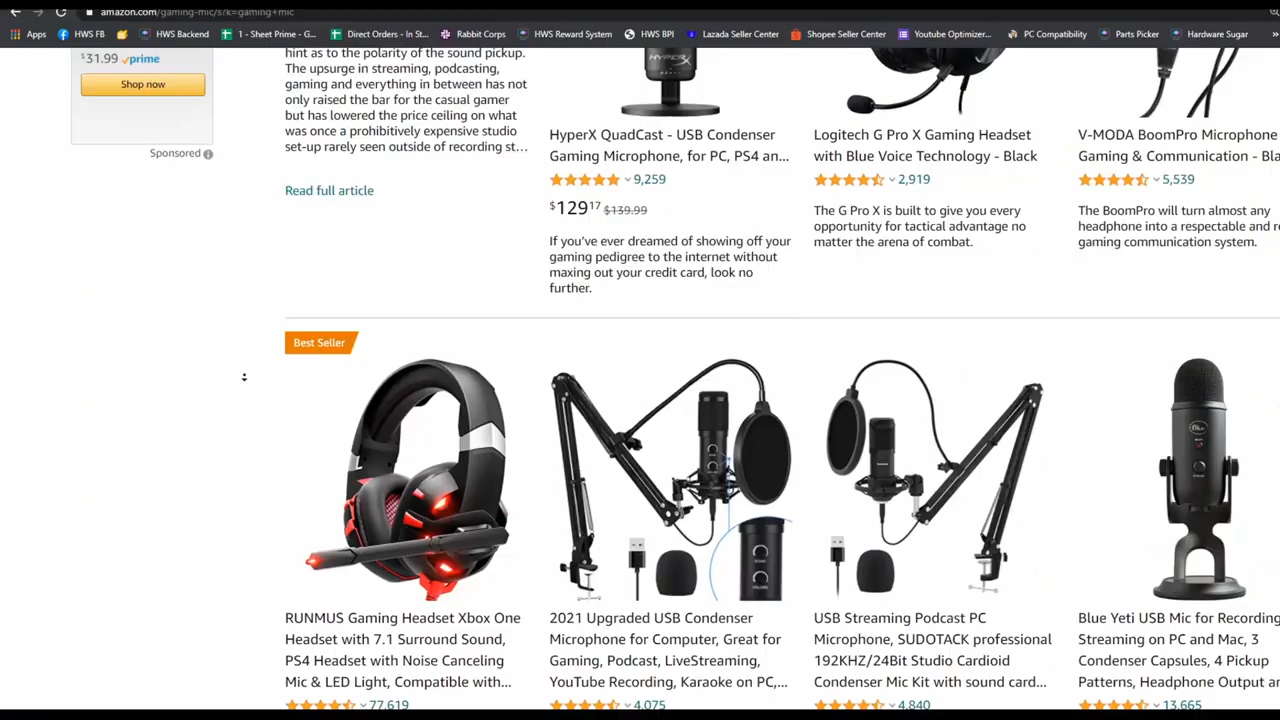 amazon.com/gaming-mic/s?k=gaming+mic
Apps HWS FB HWS Backend 1 - Sheet Prime - G... Direct Orders - In St... Rabbit Corps HWS Reward System HWS BPI Lazada Seller Center Shopee Seller Center Youtube Optimizer... PC Compatibility Parts Picker Hardware Sugar »
$31.99 prime
Shop now
Sponsored
hint as to the polarity of the sound pickup.
The upsurge in streaming, podcasting,
gaming and everything in between has not
only raised the bar for the casual gamer
but has lowered the price ceiling on what
was once a prohibitively expensive studio
set-up rarely seen outside of recording st...
Read full article
HYPERX
HyperX QuadCast - USB Condenser
Gaming Microphone, for PC, PS4 an...
9,259
$129.17 $139.99
If you've ever dreamed of showing off your
gaming pedigree to the internet without
maxing out your credit card, look no
further.
Logitech G Pro X Gaming Headset
with Blue Voice Technology - Black
2,919
The G Pro X is built to give you every
opportunity for tactical advantage no
matter the arena of combat.
V-MODA BoomPro Microphone
Gaming & Communication - Bla
5,539
The BoomPro will turn almost any
headphone into a respectable and
gaming communication system.
Best Seller
RUNMUS Gaming Headset Xbox One
Headset with 7.1 Surround Sound,
PS4 Headset with Noise Canceling
Mic & LED Light, Compatible with...
77,619
2021 Upgraded USB Condenser
Microphone for Computer, Great for
Gaming, Podcast, LiveStreaming,
YouTube Recording, Karaoke on PC,...
4,075
USB Streaming Podcast PC
Microphone, SUDOTACK professional
192KHZ/24Bit Studio Cardioid
Condenser Mic Kit with sound card...
4,840
Blue
Blue Yeti USB Mic for Recording
Streaming on PC and Mac, 3
Condenser Capsules, 4 Pickup
Patterns, Headphone Output an
13,665